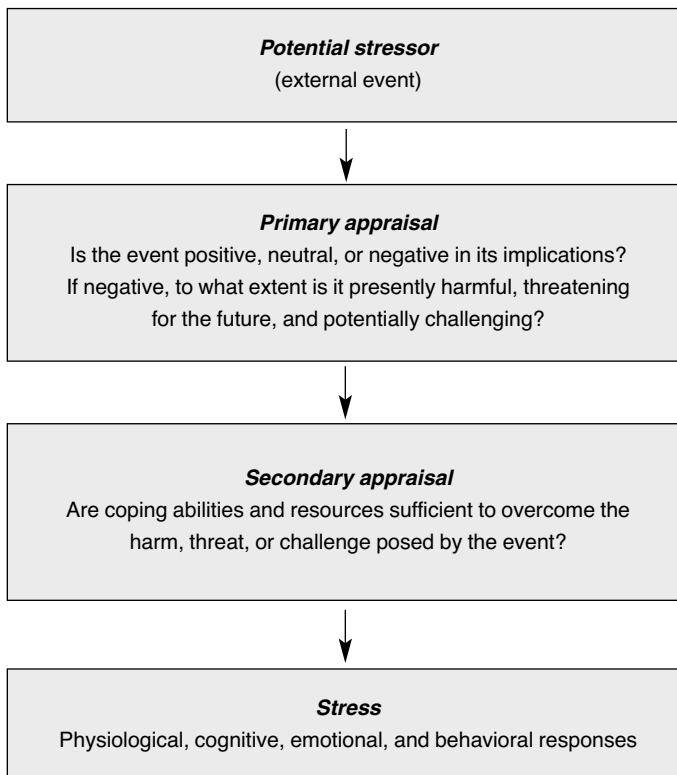 Potential stressor
(external event)
Primary appraisal
Is the event positive, neutral, or negative in its implications?
If negative, to what extent is it presently harmful, threatening
for the future, and potentially challenging?
Secondary appraisal
Are coping abilities and resources sufficient to overcome the
harm, threat, or challenge posed by the event?
Stress
Physiological, cognitive, emotional, and behavioral responses